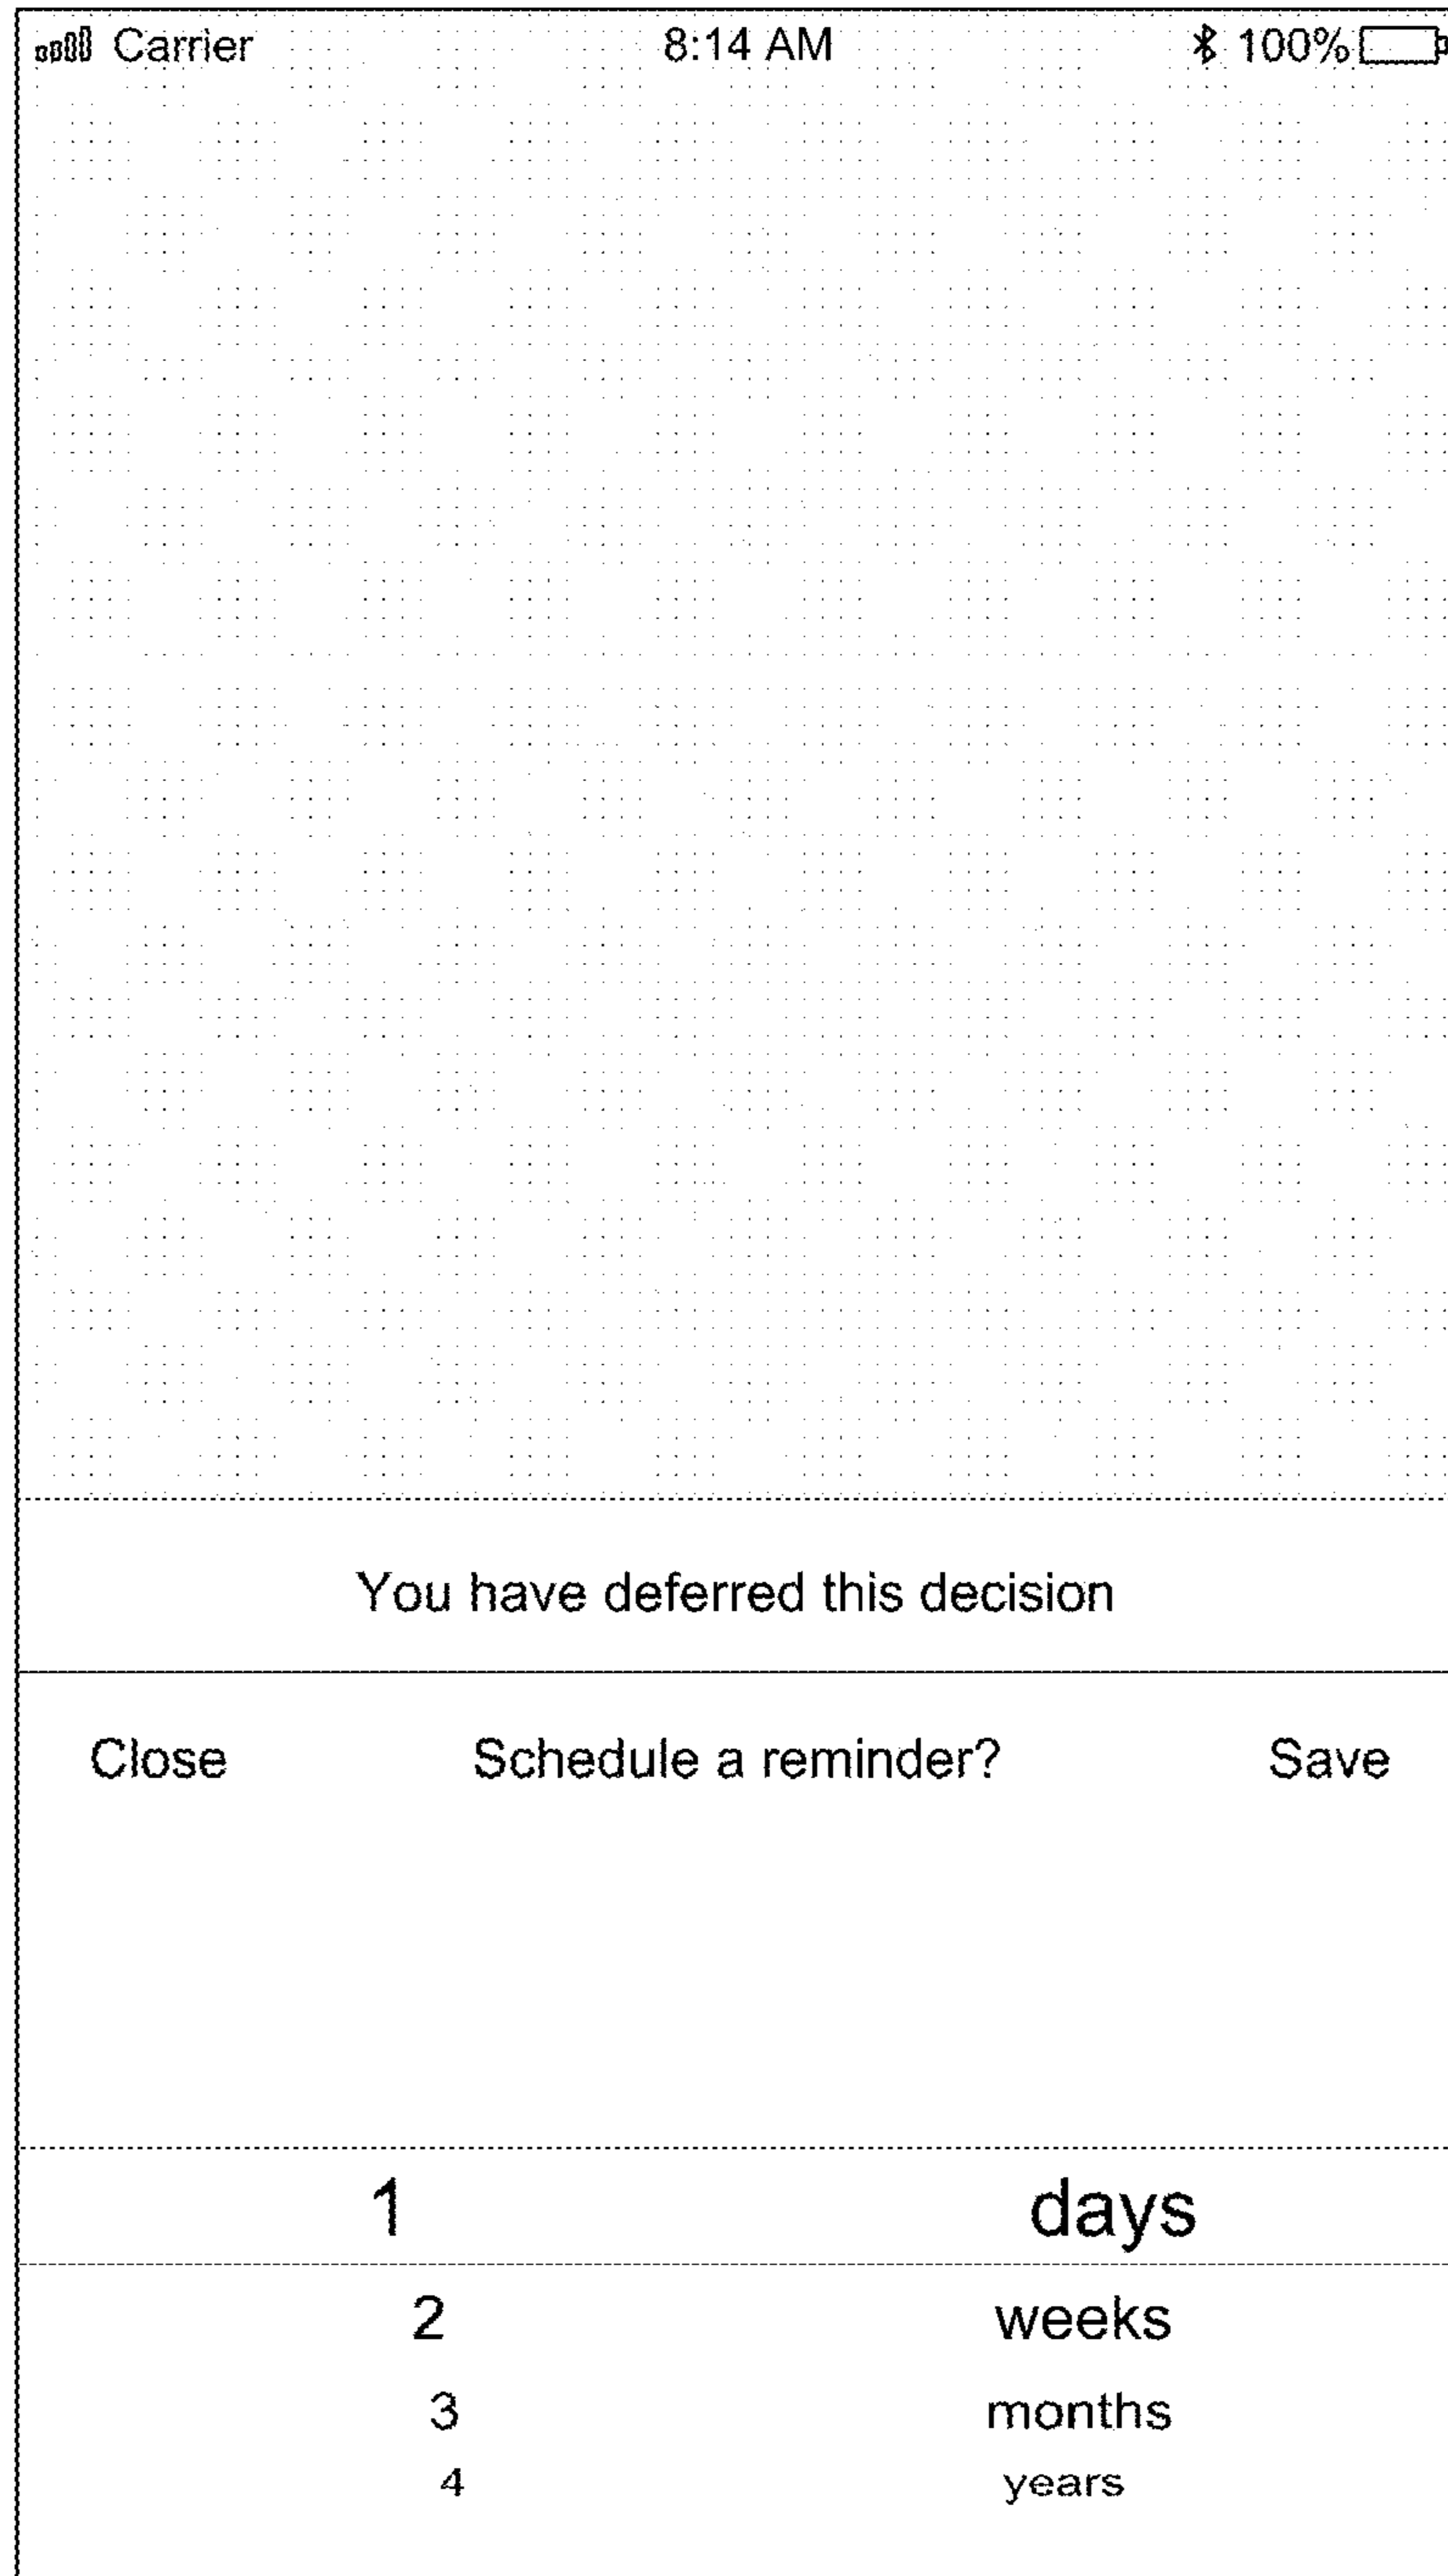 Carrier 8:14 AM 100%
You have deferred this decision
Close Schedule a reminder? Save
1 days
2 weeks
3 months
4 years